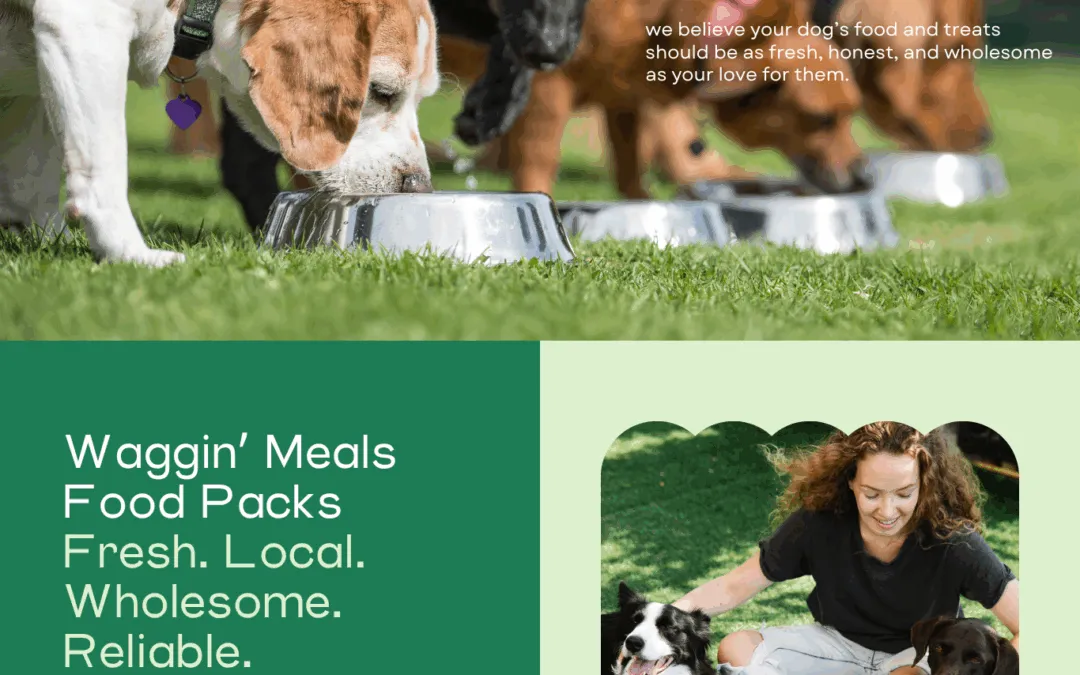 we believe your dog's food and treats
should be as fresh, honest, and wholesome
as your love for them.
Waggin' Meals
Food Packs
Fresh. Local.
Wholesome.
Reliable.